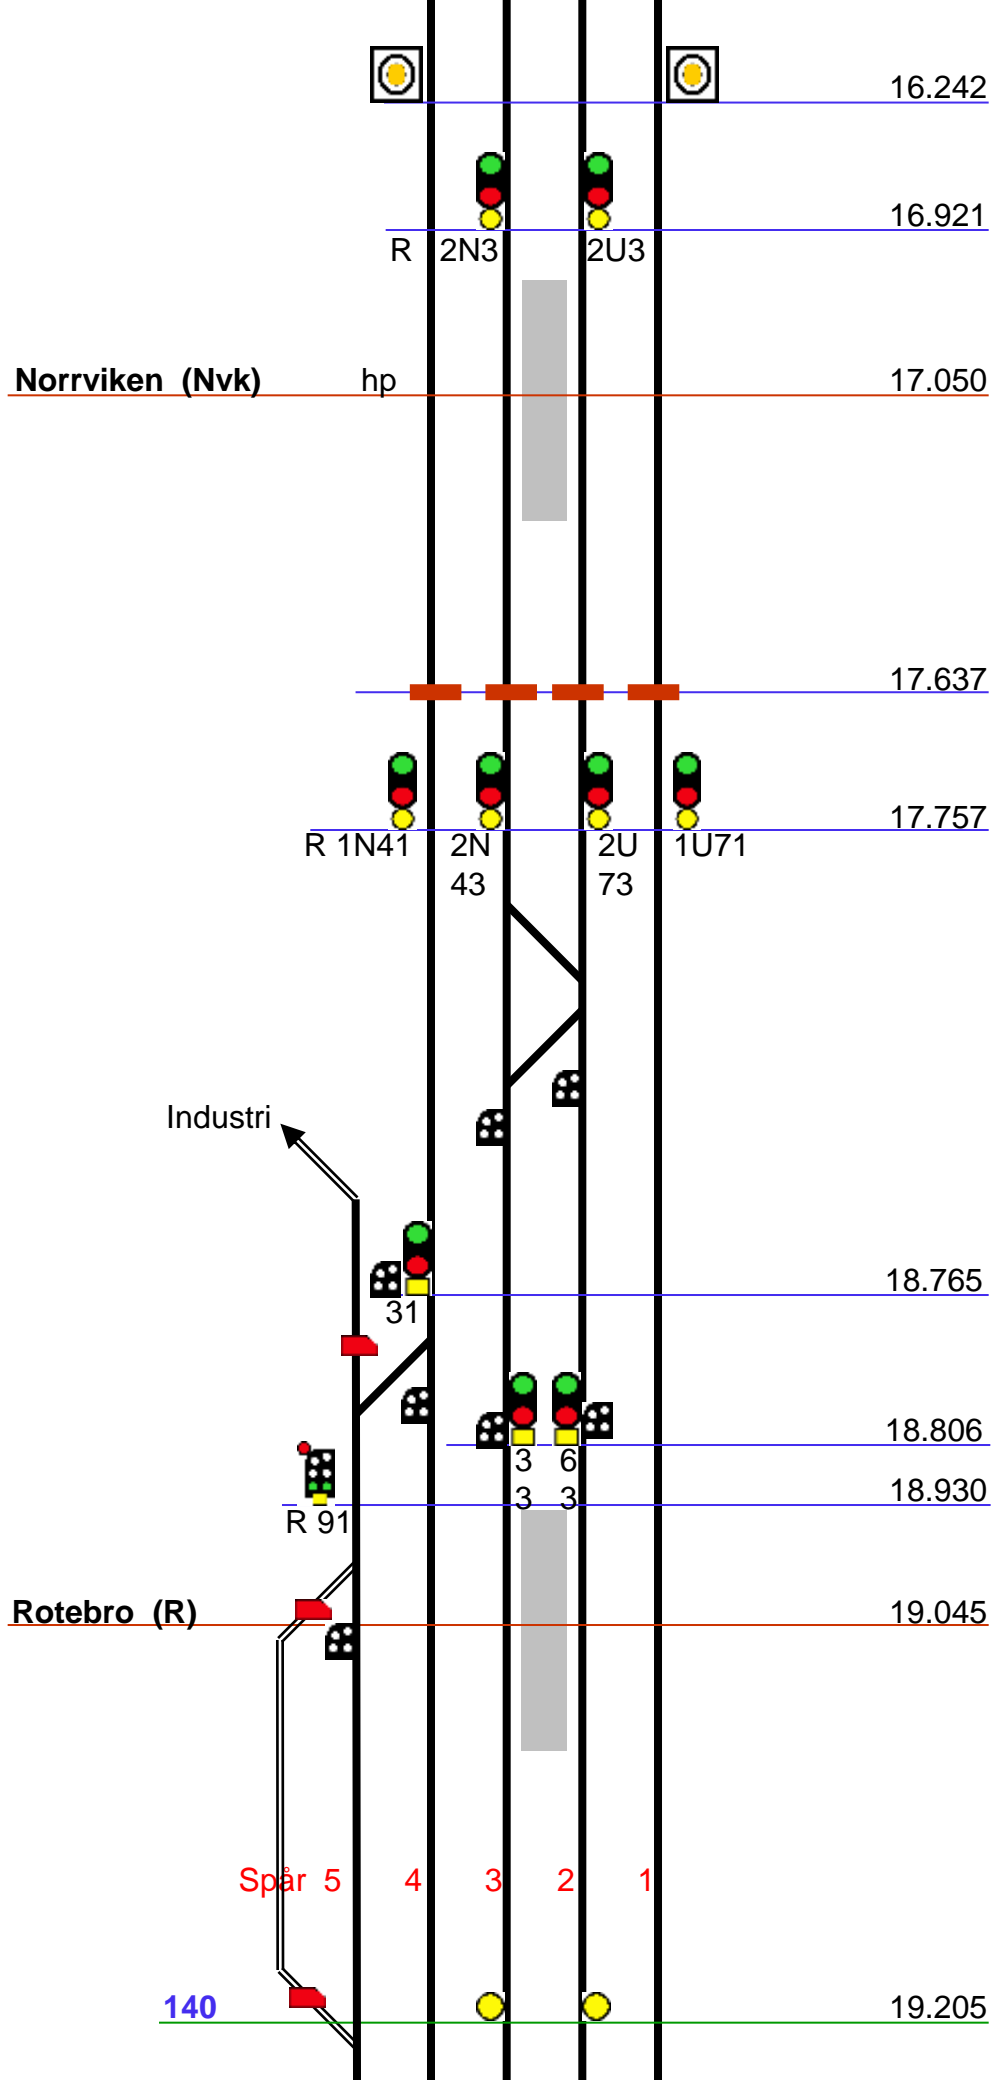 16.242
16.921
R 2N3 2U3
Norrviken (Nvk) hp 17.050
17.637
17.757
R 1N41 2N 2U 1U71
43 73
Industri
18.765
31
18.806
3 6
3 3
18.930
R 91
Rotebro (R) 19.045
Spår 5 4 3 2 1
140 19.205